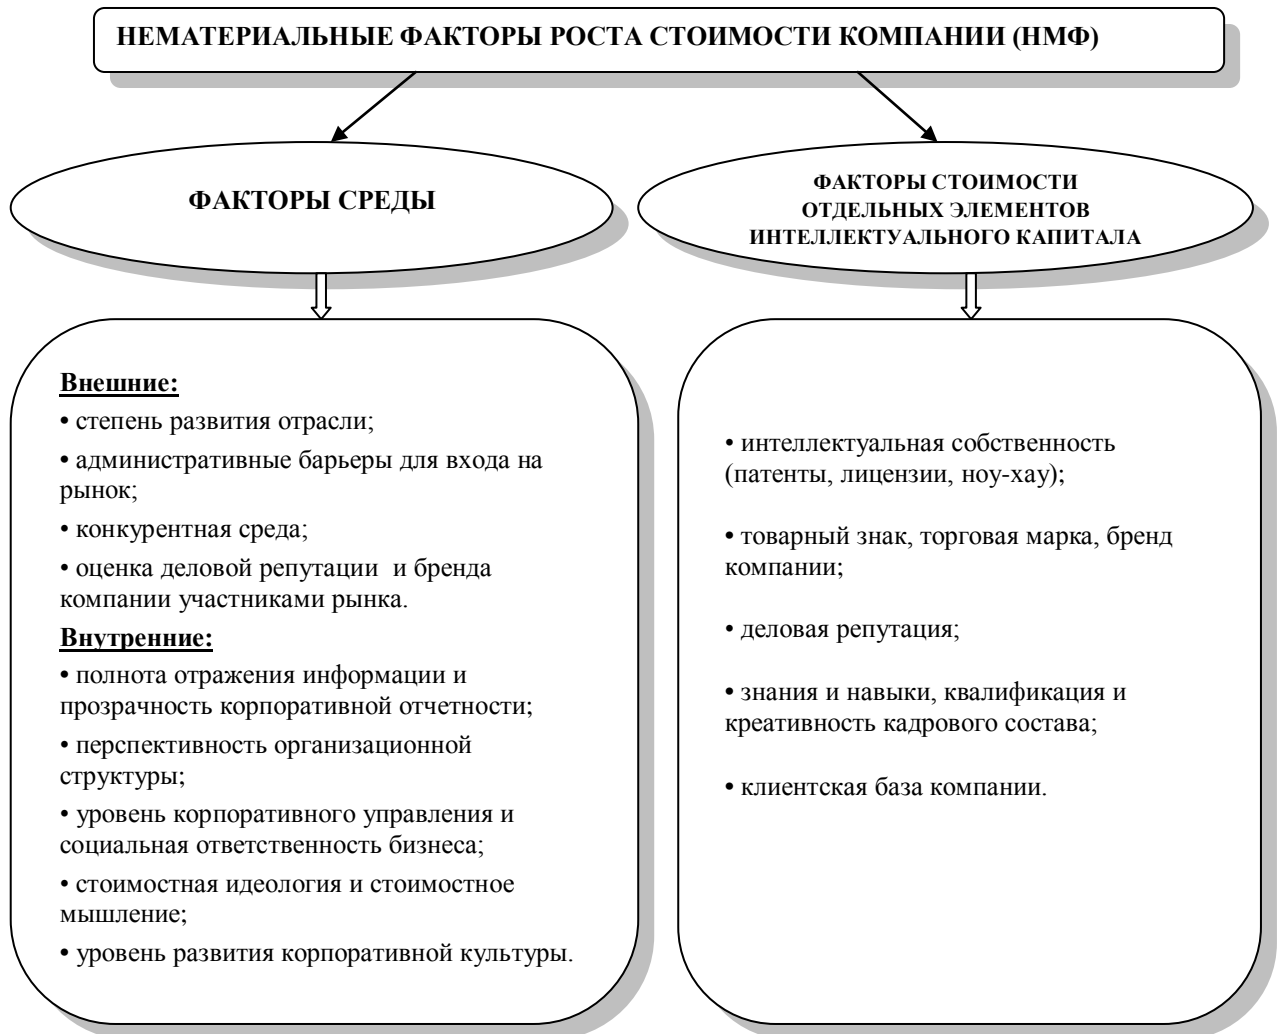 НЕМАТЕРИАЛЬНЫЕ ФАКТОРЫ РОСТА СТОИМОСТИ КОМПАНИИ (НМФ)
ФАКТОРЫ СРЕДЫ
ФАКТОРЫ СТОИМОСТИ
ОТДЕЛЬНЫХ ЭЛЕМЕНТОВ
ИНТЕЛЛЕКТУАЛЬНОГО КАПИТАЛА
Внешние:
• степень развития отрасли;
• административные барьеры для входа на
рынок;
• конкурентная среда;
• оценка деловой репутации и бренда
компании участниками рынка.
Внутренние:
• полнота отражения информации и
прозрачность корпоративной отчетности;
• перспективность организационной
структуры;
• уровень корпоративного управления и
социальная ответственность бизнеса;
• стоимостная идеология и стоимостное
мышление;
• уровень развития корпоративной культуры.
• интеллектуальная собственность
(патенты, лицензии, ноу-хау);
• товарный знак, торговая марка, бренд
компании;
• деловая репутация;
• знания и навыки, квалификация и
креативность кадрового состава;
• клиентская база компании.